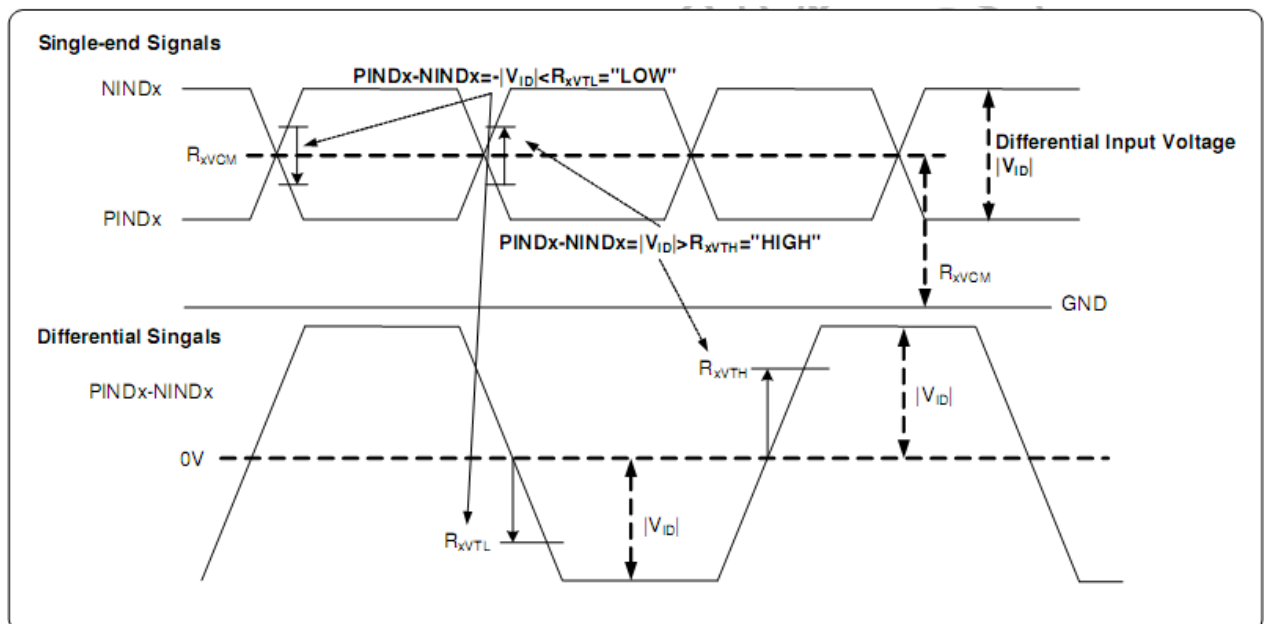 Single-end Signals
NINDx
PINDx-NINDx=-|VID|<RxVTL="LOW"
RxVCM
Differential Input Voltage
|VID|
PINDx
PINDx-NINDx=|VID|>RxVTH="HIGH"
RxVCM
GND
Differential Singals
PINDx-NINDx
RxVTH
|VID|
0V
RxVTL
|VID|